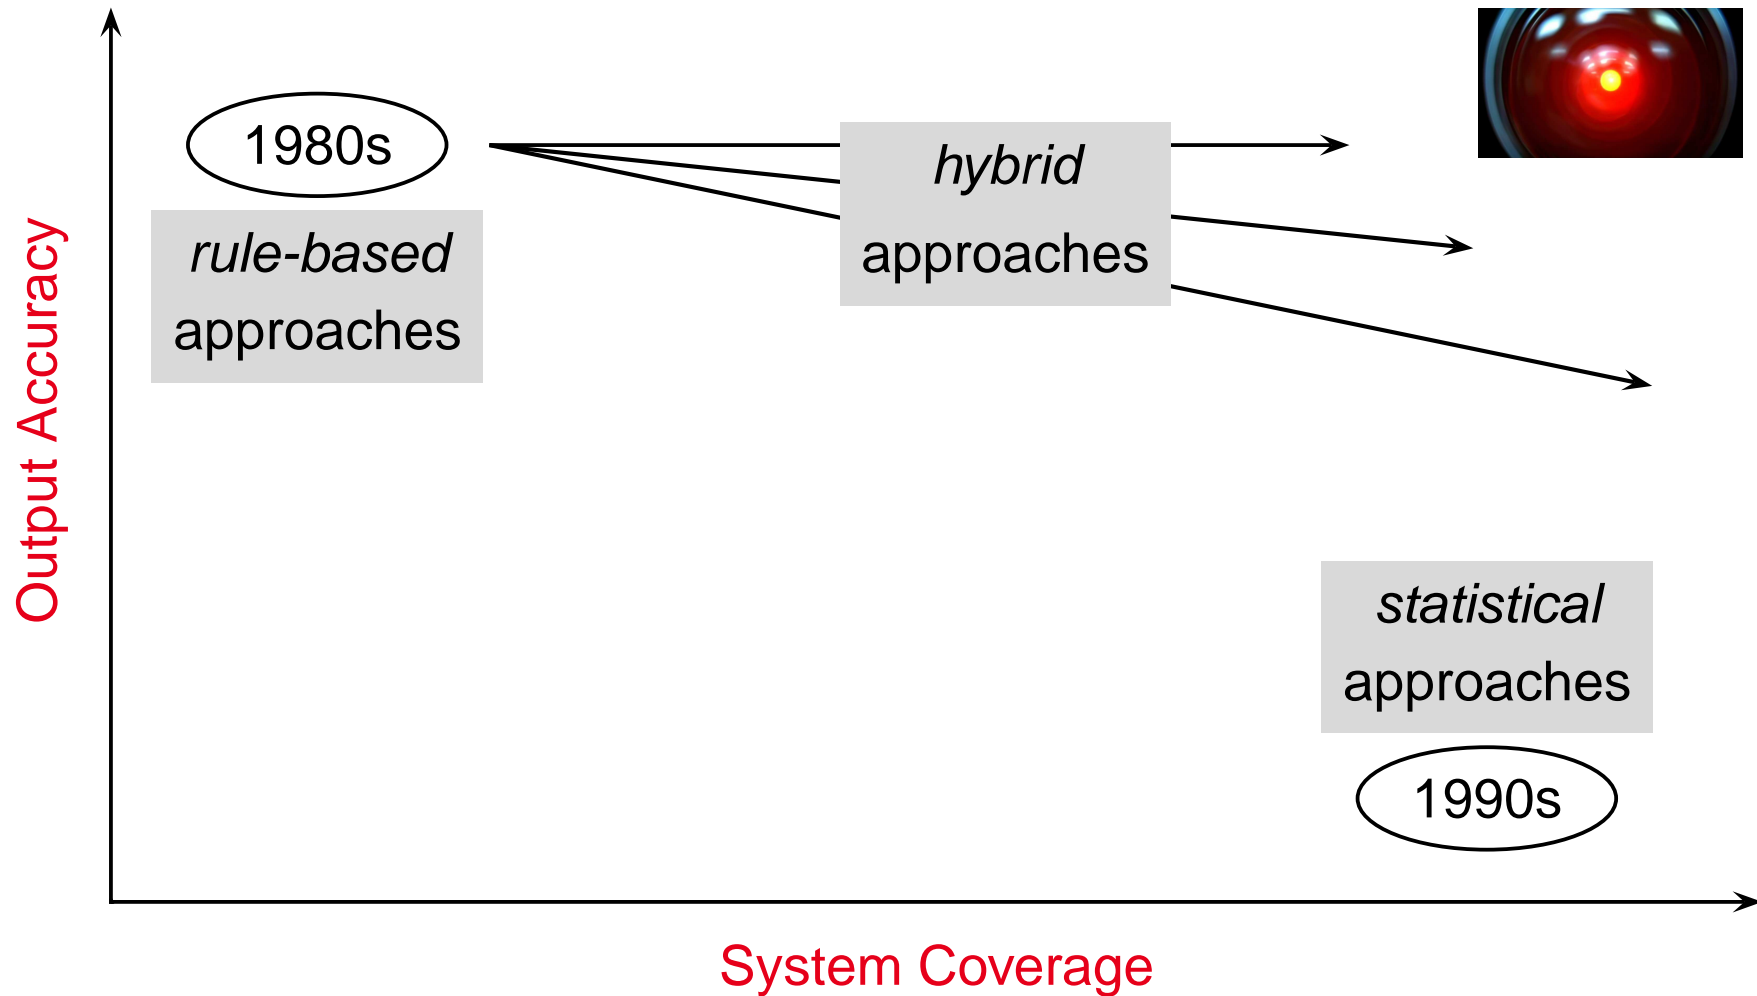 1980s
rule-based
approaches
hybrid
approaches
statistical
approaches
1990s
Output Accuracy
System Coverage